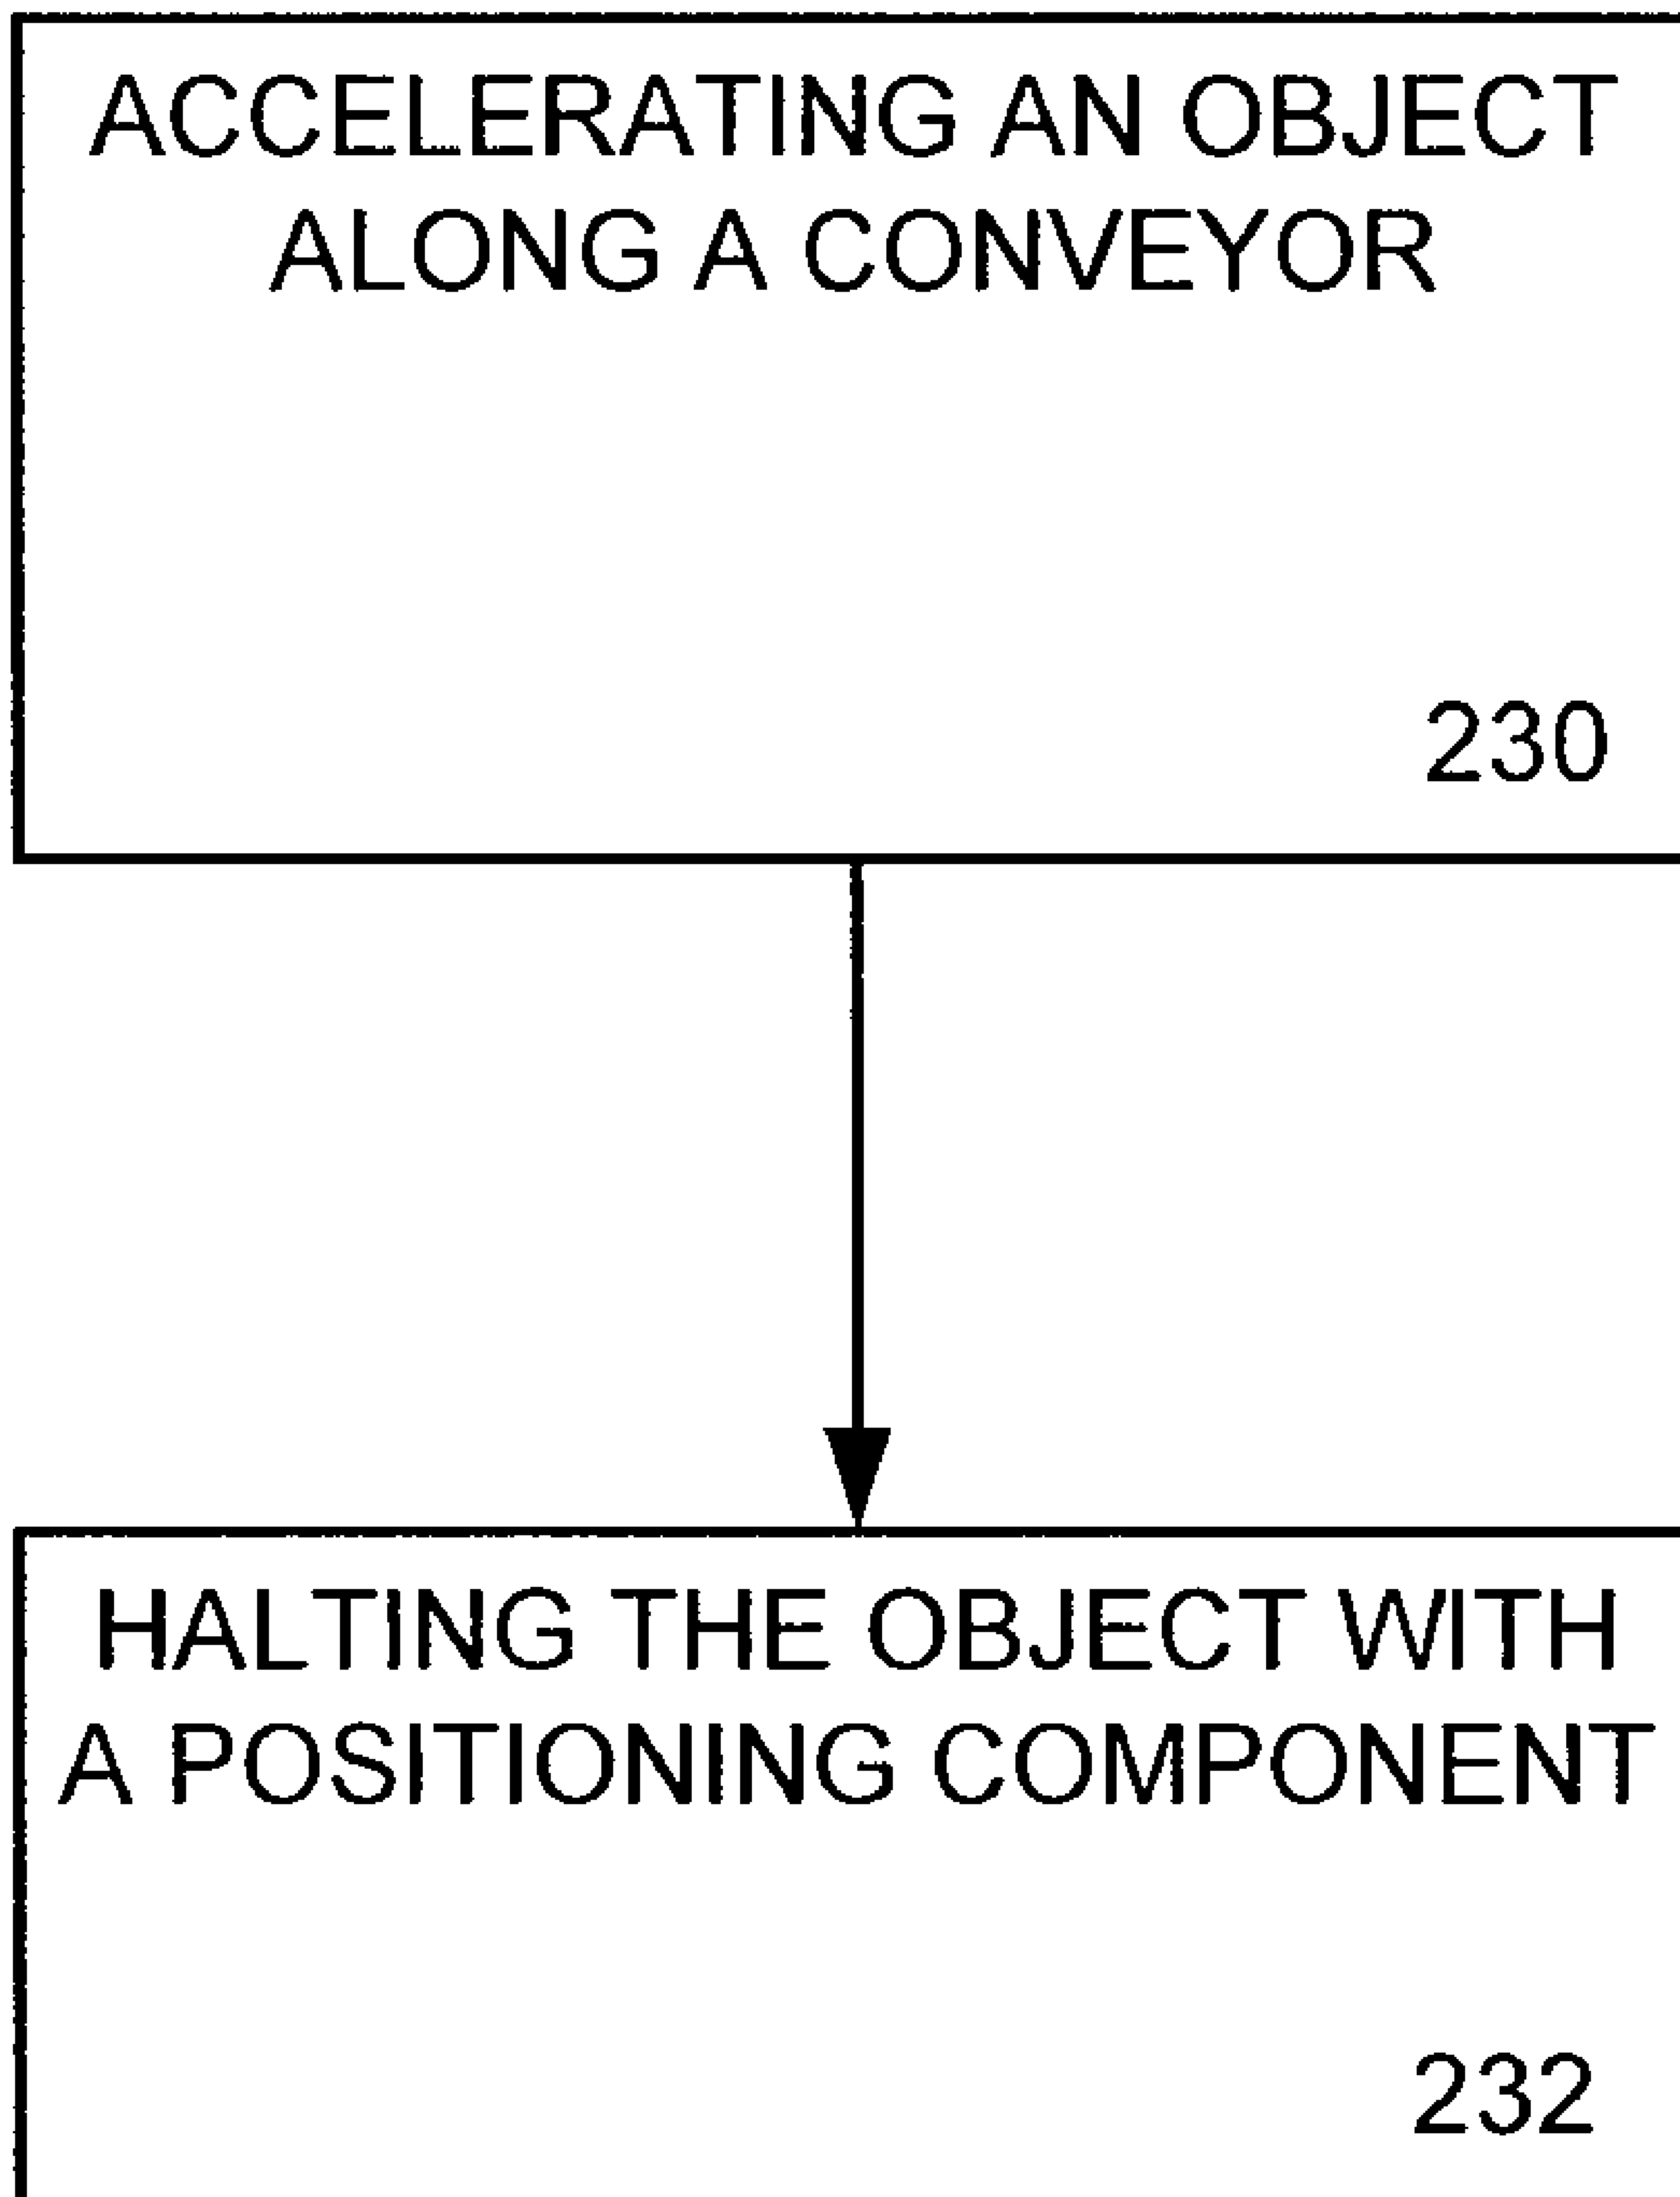 ACCELERATING AN OBJECT
ALONG A CONVEYOR
230
HALTING THE OBJECT WITH
A POSITIONING COMPONENT
232